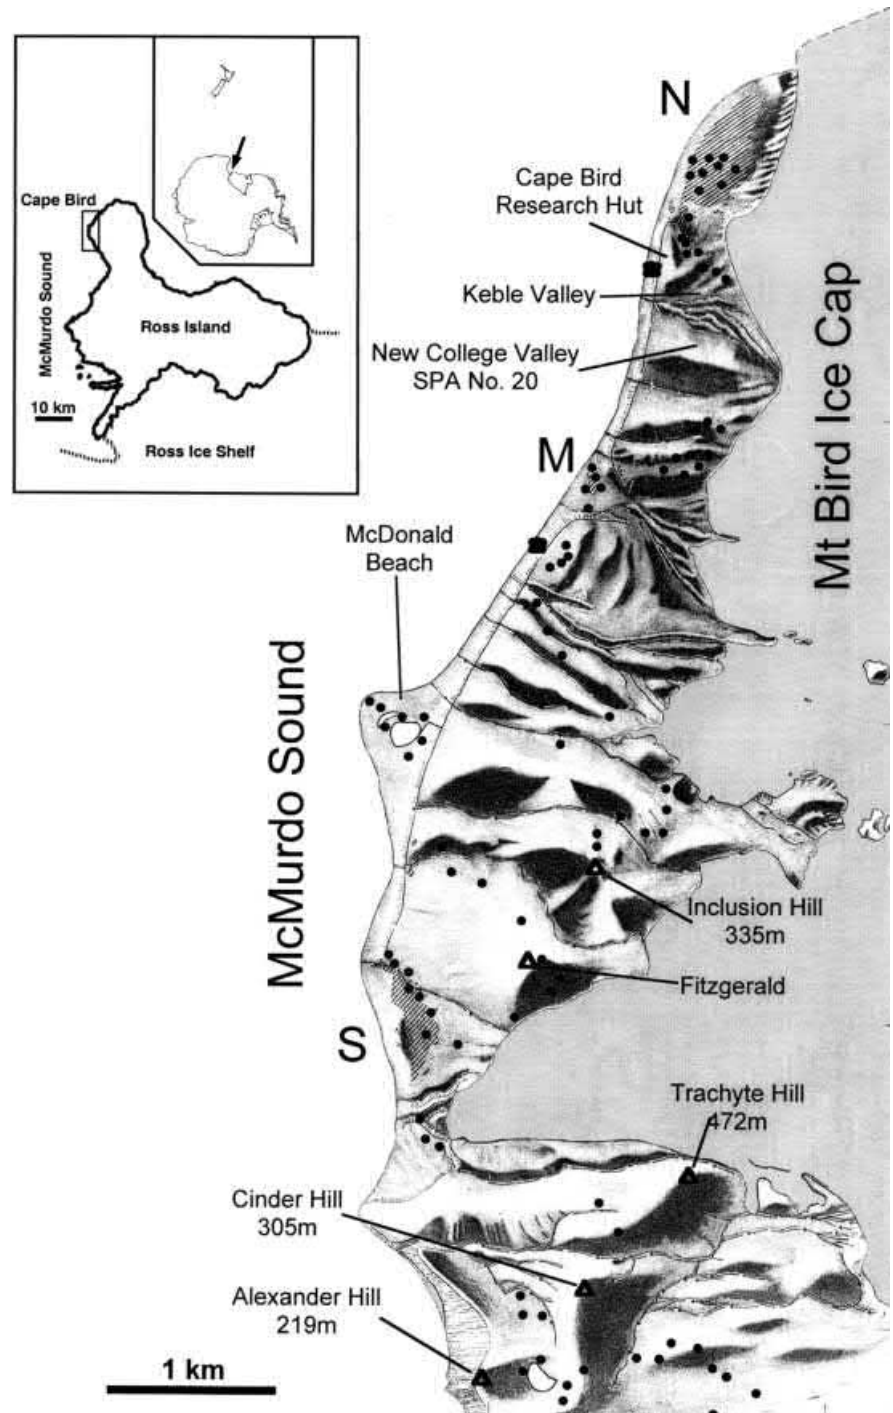 N
Cape Bird
Research Hut
Cape Bird
McMurdo Sound
Ross Island
10 km
Ross Ice Shelf
Keble Valley
New College Valley
SPA No. 20
Mt Bird Ice Cap
M
McDonald
Beach
McMurdo Sound
Inclusion Hill
335m
Fitzgerald
S
Trachyte Hill
472m
Cinder Hill
305m
Alexander Hill
219m
1 km